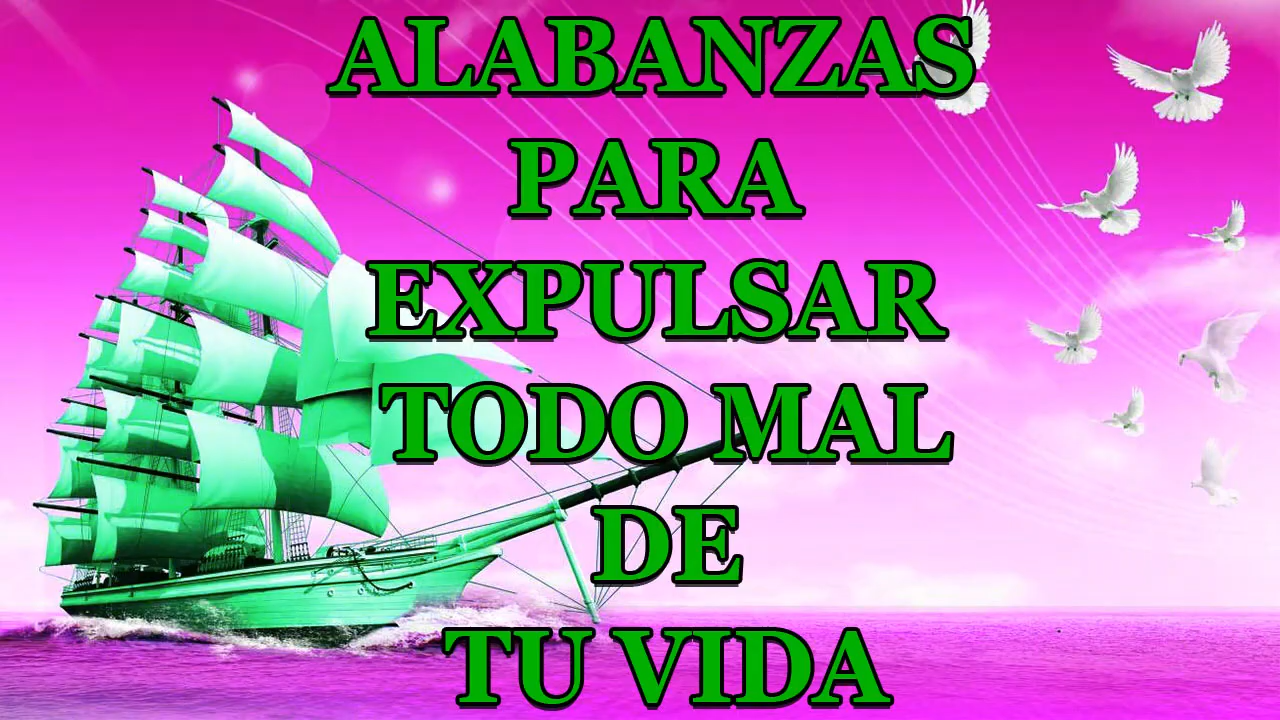 ALABANZAS
PARA
EXPULSAR
TODO MAL
DE
TU VIDA